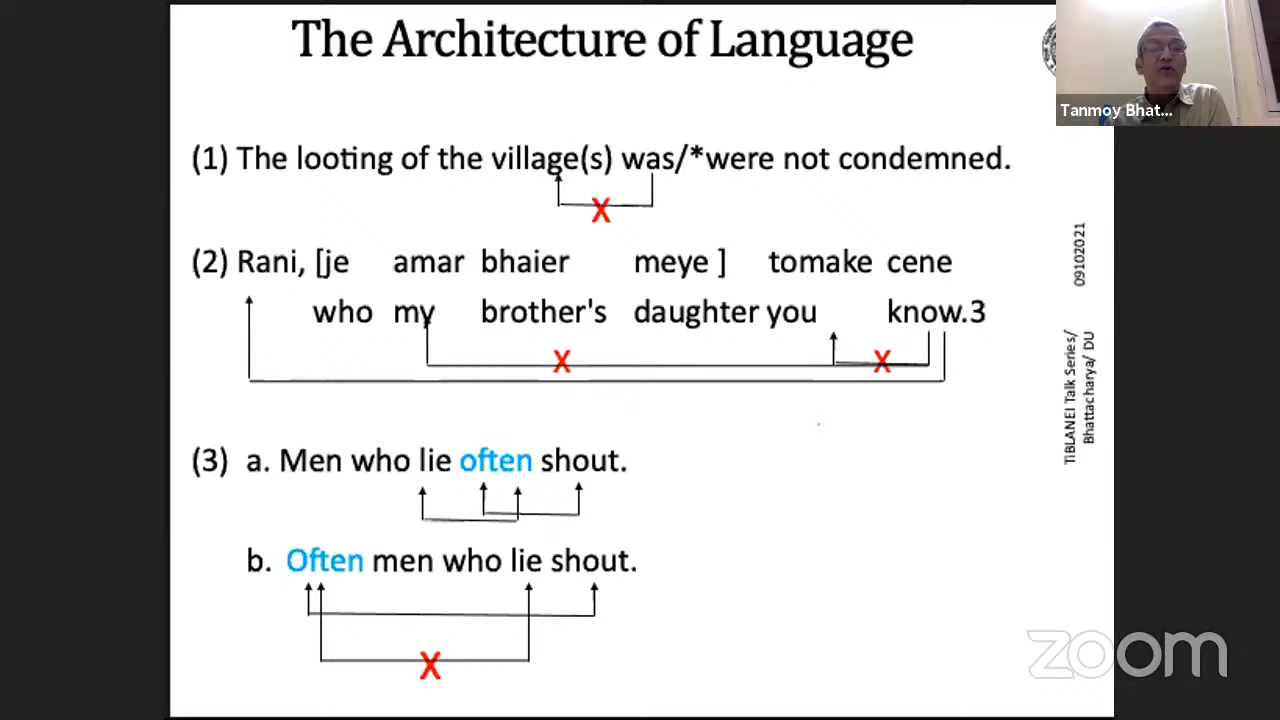 The Architecture of Language
Tanmoy Bhat...
(1) The looting of the village(s) was/*were not condemned.
X
(2) Rani, [je amar bhaier meye ] tomake cene
who my brother's daughter you know.3
X X
(3) a. Men who lie often shout.
b. Often men who lie shout.
X
TiBLANEI Talk Series/ 09102021
Bhattacharya/ DU
zoom